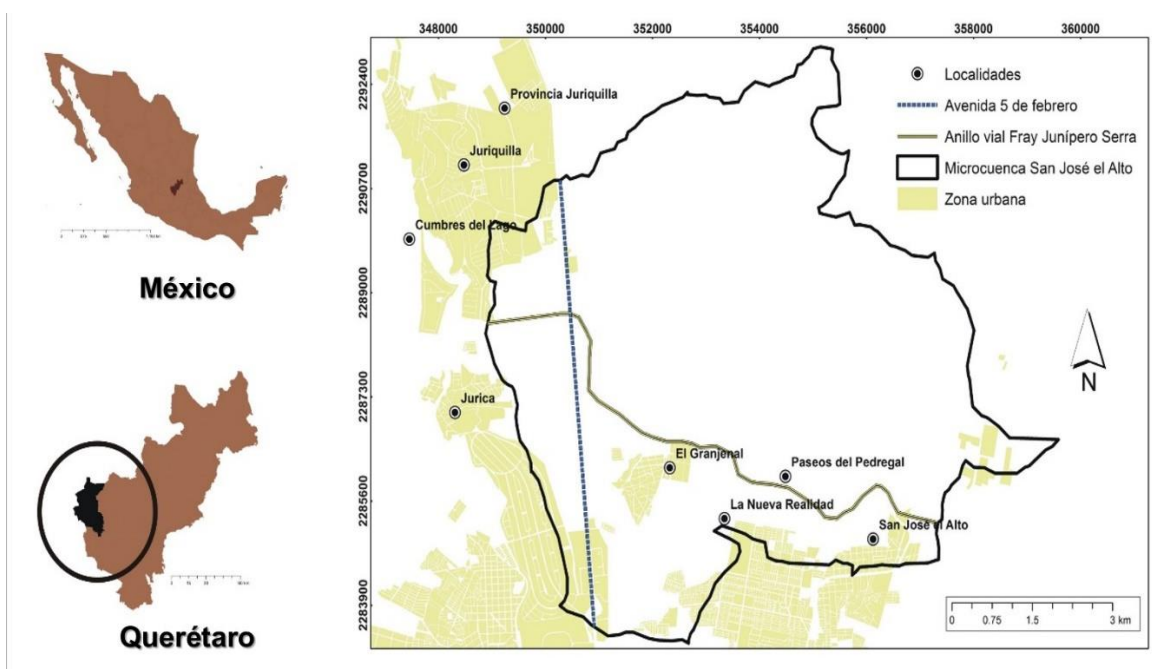 México
Querétaro
348000 350000 352000 354000 356000 358000 360000
2292400
2290700
2289000
2287300
2285600
2283900
Provincia Juriquilla
Juriquilla
Cumbres del Lago
Jurica
El Granjenal
Paseos del Pedregal
La Nueva Realidad
San José el Alto
Localidades
Avenida 5 de febrero
Anillo vial Fray Junípero Serra
Microcuenca San José el Alto
Zona urbana
N
0 0.75 1.5 3 km